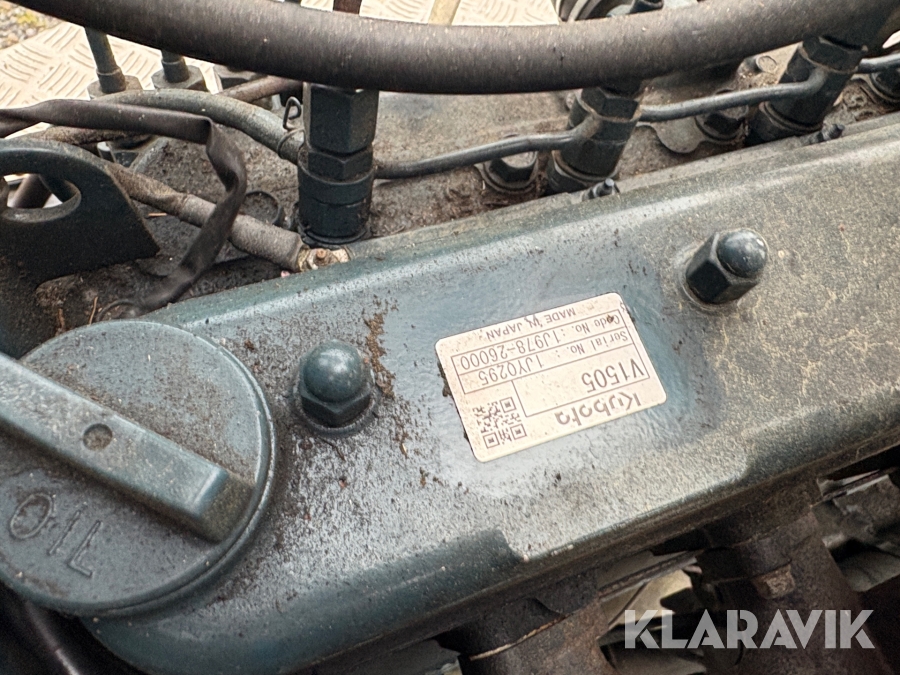 Kubota
V1505
Serial No.: 1JY0295
Code No.: 1J978-26000
MADE IN JAPAN
OIL
KLARAVIK